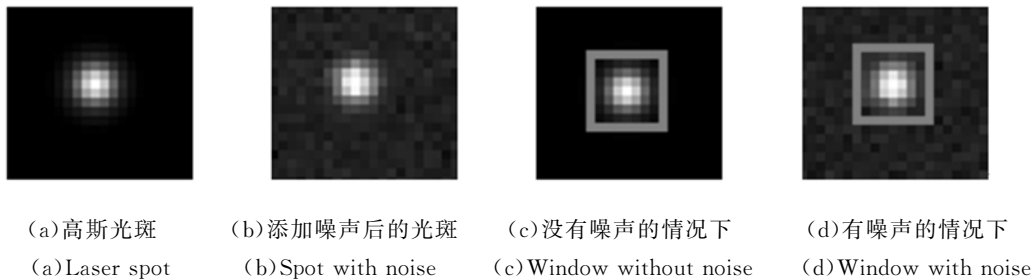 (a)高斯光斑
(b)添加噪声后的光斑
(c)没有噪声的情况下
(d)有噪声的情况下
(a)Laser spot
(b)Spot with noise
(c)Window without noise
(d)Window with noise